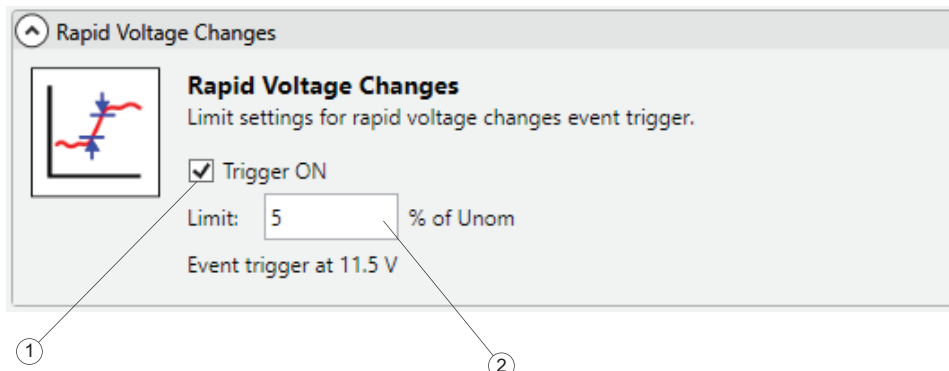 Rapid Voltage Changes
Rapid Voltage Changes
Limit settings for rapid voltage changes event trigger.
Trigger ON
Limit: 5 % of Unom
Event trigger at 11.5 V
1
2